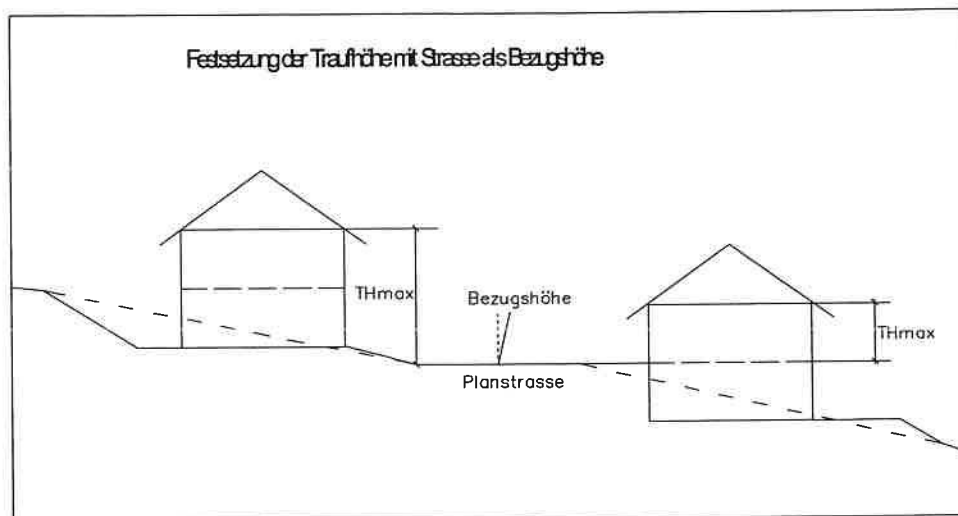 Festsetzung der Traufhöhe mit Strasse als Bezugshöhe
THmax
Bezugshöhe
THmax
Planstrasse